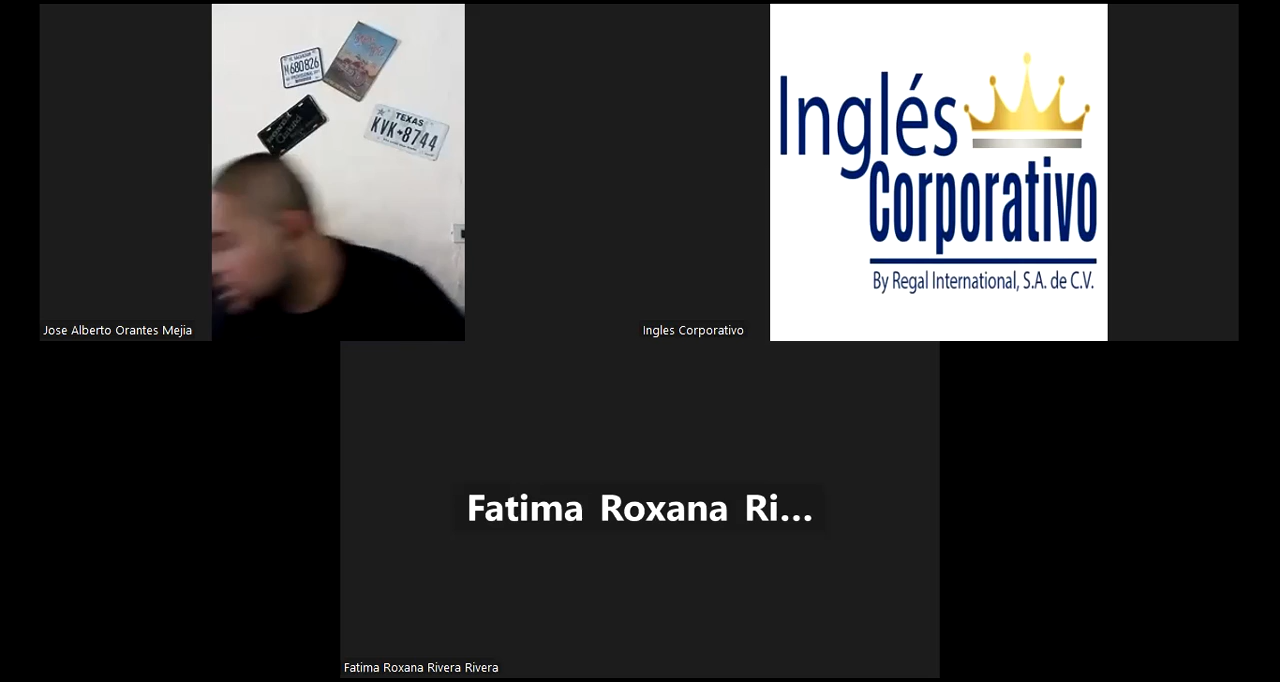 M680826
TEXAS
KVK★8744
Jose Alberto Orantes Mejia
Inglés
Corporativo
By Regal International, S.A. de C.V.
Ingles Corporativo
Fatima Roxana Ri...
Fatima Roxana Rivera Rivera